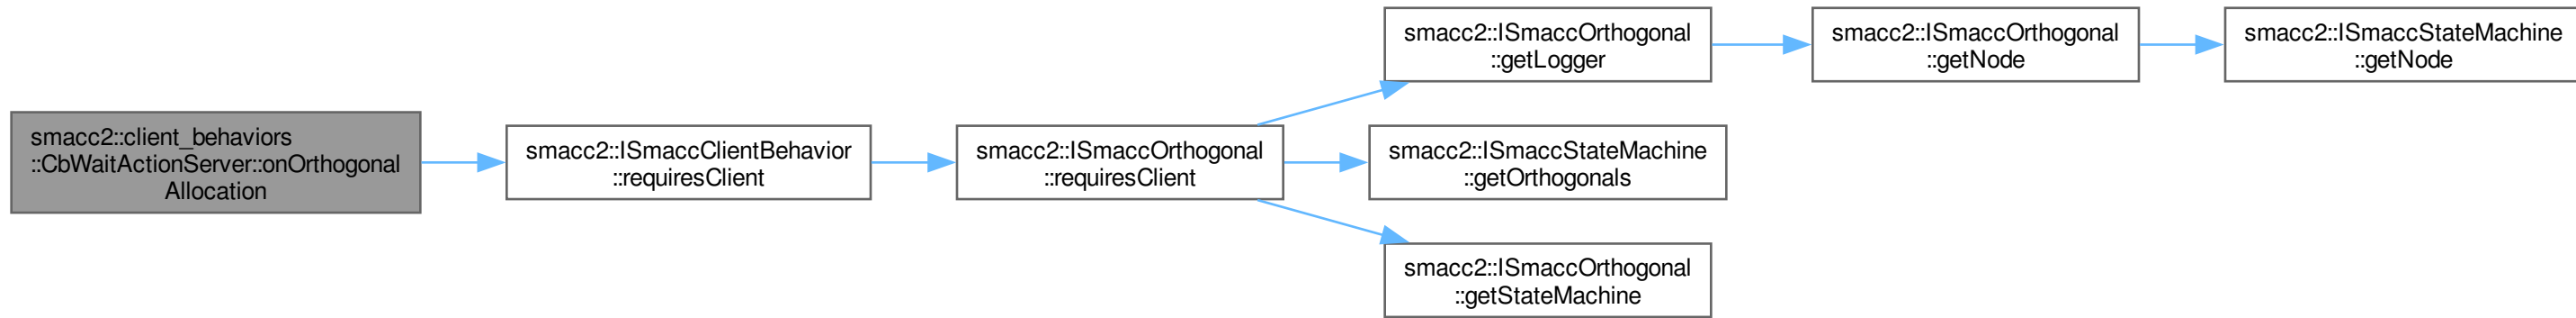 smacc2::client_behaviors
::CbWaitActionServer::onOrthogonal
Allocation
smacc2::ISmaccClientBehavior
::requiresClient
smacc2::ISmaccOrthogonal
::requiresClient
smacc2::ISmaccOrthogonal
::getLogger
smacc2::ISmaccOrthogonal
::getNode
smacc2::ISmaccStateMachine
::getNode
smacc2::ISmaccStateMachine
::getOrthogonals
smacc2::ISmaccOrthogonal
::getStateMachine